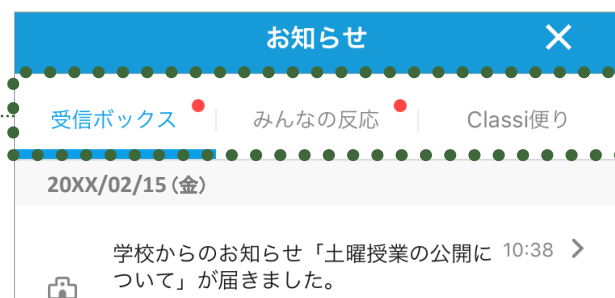 お知らせ
受信ボックス みんなの反応 Classi便り
20XX/02/15（金）
学校からのお知らせ「土曜授業の公開に 10:38
ついて」が届きました。